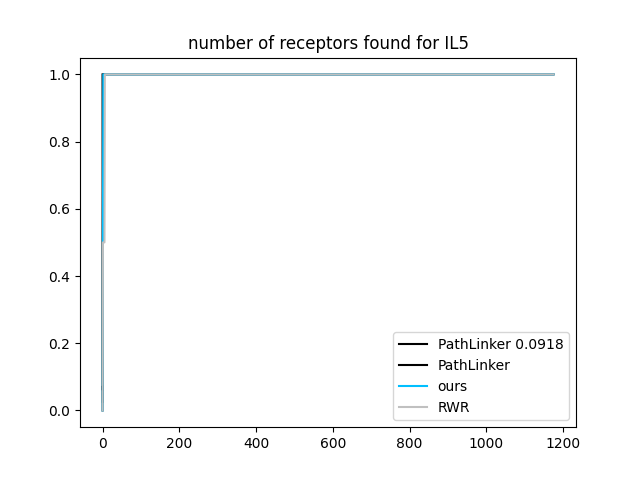 number of receptors found for IL5
1.0
0.8
0.6
0.4
0.2
0.0
0 200 400 600 800 1000 1200
PathLinker 0.0918
PathLinker
ours
RWR